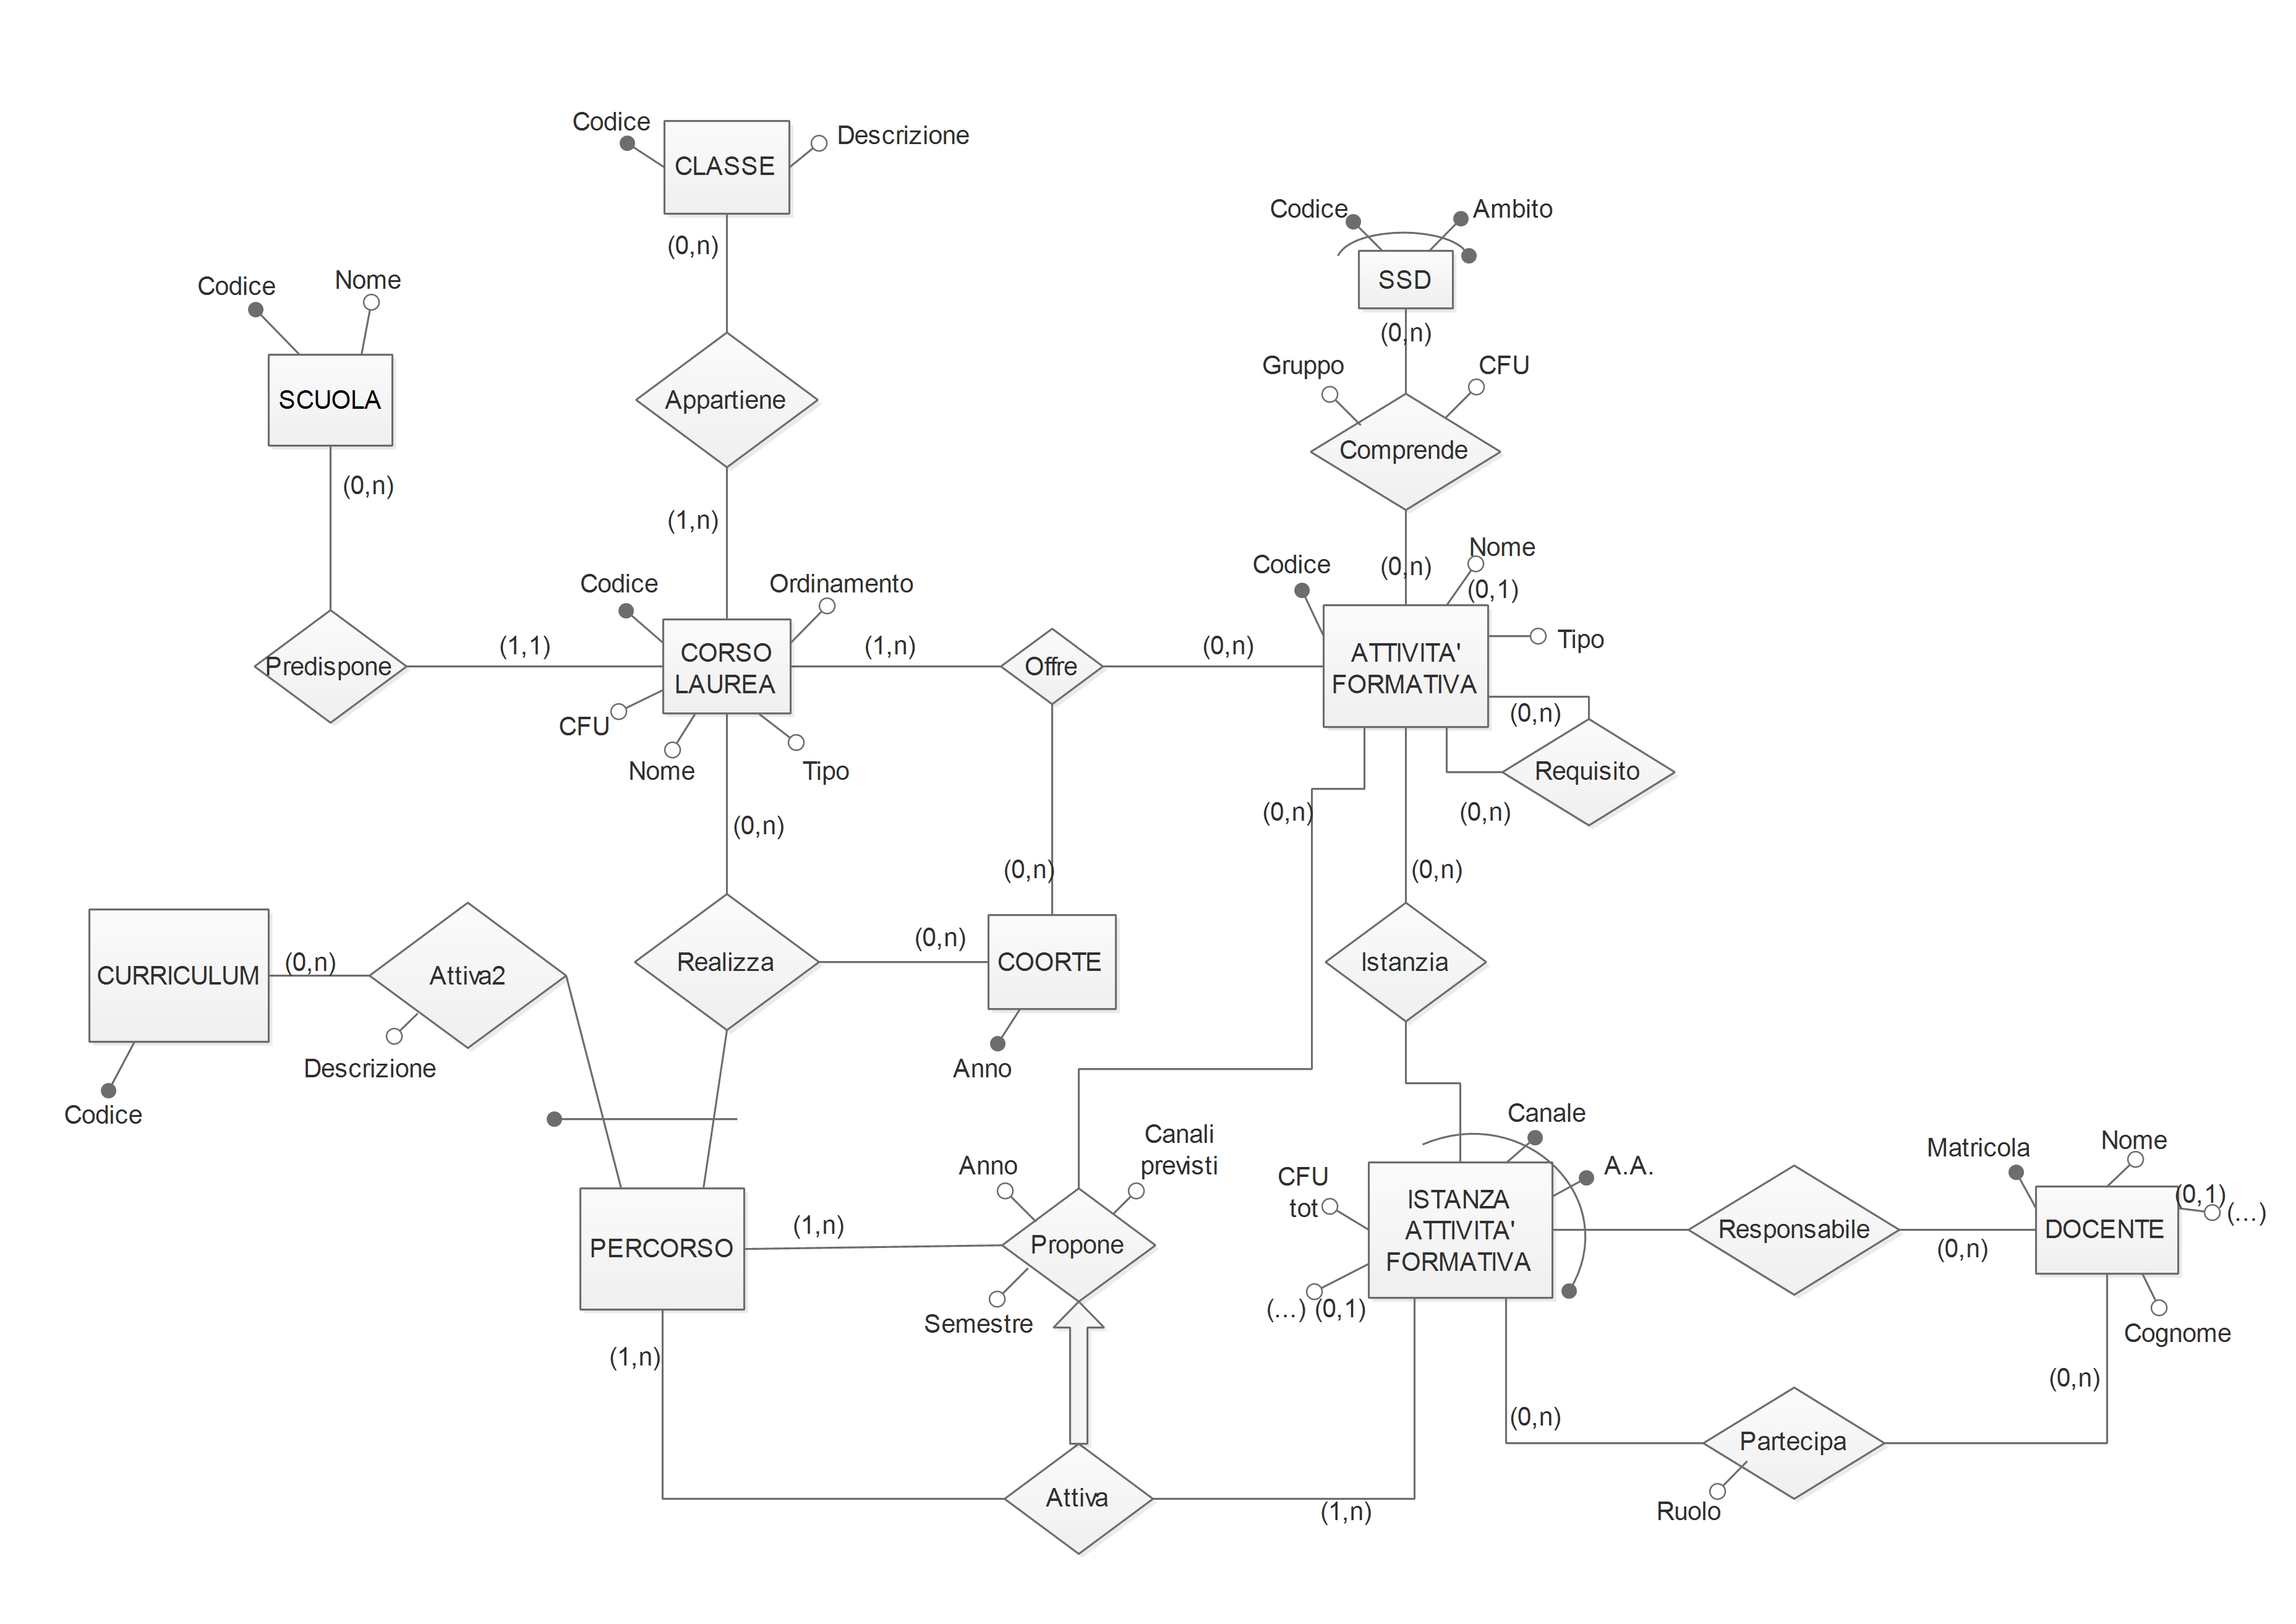 Codice
CLASSE
Descrizione
(0,n)
Codice
Ambito
SSD
(0,n)
Codice
Nome
SCUOLA
(0,n)
Appartiene
Gruppo
CFU
Comprende
(1,n)
(0,n)
Codice
Nome
(0,1)
Codice
Ordinamento
Predispone
(1,1)
CORSO
LAUREA
(1,n)
Offre
(0,n)
ATTIVITA'
FORMATIVA
Tipo
CFU
Nome
Tipo
(0,n)
Requisito
(0,n)
(0,n)
(0,n)
(0,n)
(0,n)
CURRICULUM
(0,n)
Attiva2
Realizza
(0,n)
COORTE
Istanzia
Descrizione
Anno
Codice
Canale
Anno
Canali
previsti
CFU
tot
A.A.
Matricola
Nome
(0,1)
(...)
PERCORSO
(1,n)
Propone
ISTANZA
ATTIVITA'
FORMATIVA
Responsabile
(0,n)
DOCENTE
Semestre
(...) (0,1)
Cognome
(1,n)
(0,n)
(0,n)
Partecipa
Attiva
(1,n)
Ruolo